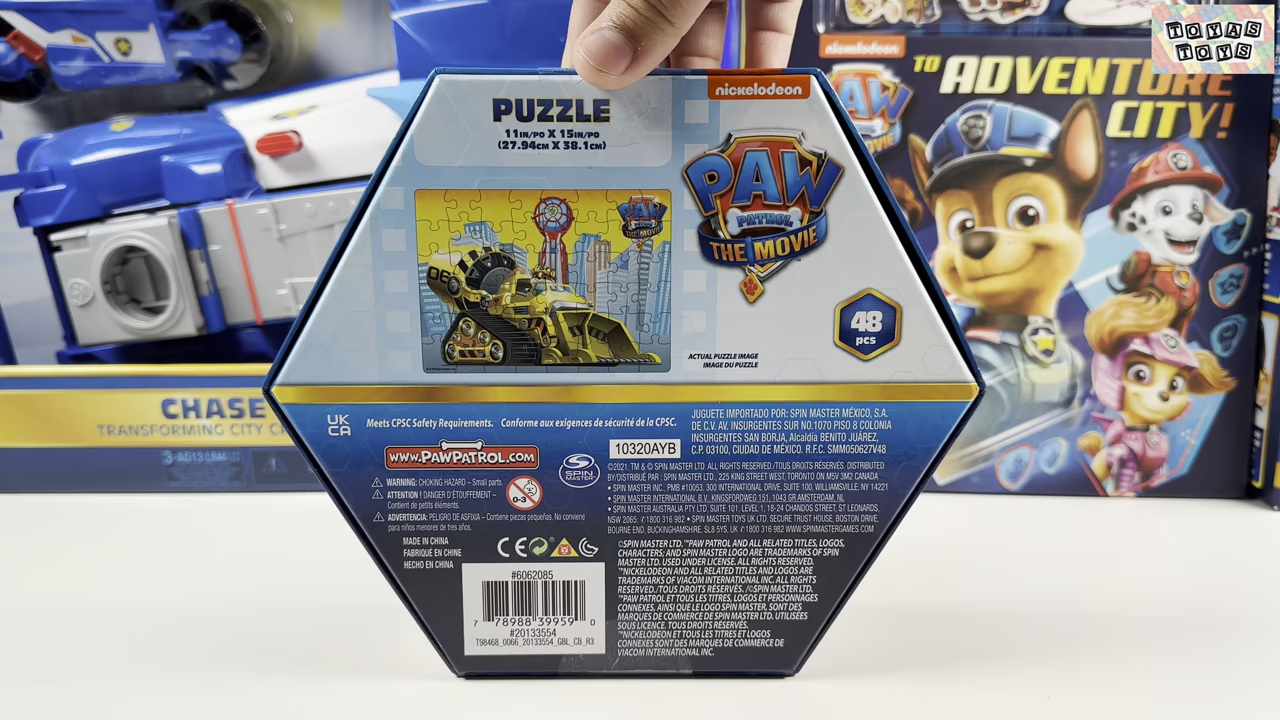 TOYAS
TOYS
nickelodeon
TO ADVENTURE
CITY!
PAW
MOVIE
CHASE
TRANSFORMING CITY
nickelodeon
PUZZLE
11IN/PO X 15IN/PO
(27.94CM X 38.1CM)
PAW
PATROL
THE MOVIE
PAW
PATROL
THE MOVIE
06
48
pcs
ACTUAL PUZZLE IMAGE
IMAGE DU PUZZLE
UK
CA
Meets CPSC Safety Requirements. Conforme aux exigences de sécurité de la CPSC.
JUGUETE IMPORTADO POR: SPIN MASTER MÉXICO, S.A.
DE C.V. AV. INSURGENTES SUR NO.1070 PISO 8 COLONIA
INSURGENTES SAN BORJA, Alcaldía BENITO JUÁREZ,
C.P. 03100, CIUDAD DE MÉXICO. R.F.C. SMM050627V48
10320AYB
www.PAWPATROL.com
SPIN
MASTER
WARNING: CHOKING HAZARD – Small parts.
ATTENTION ! DANGER D'ÉTOUFFEMENT –
Contient de petits éléments.
ADVERTENCIA: PELIGRO DE ASFIXIA – Contiene piezas pequeñas. No conviene
para niños menores de tres años.
0-3
MADE IN CHINA
FABRIQUÉ EN CHINE
HECHO EN CHINA
CE
©2021. TM & © SPIN MASTER LTD. ALL RIGHTS RESERVED./TOUS DROITS RÉSERVÉS. DISTRIBUTED
BY/DISTRIBUÉ PAR : SPIN MASTER LTD., 225 KING STREET WEST, TORONTO ON M5V 3M2 CANADA
• SPIN MASTER INC., PMB #10053, 300 INTERNATIONAL DRIVE, SUITE 100, WILLIAMSVILLE, NY 14221
• SPIN MASTER INTERNATIONAL B.V., KINGSFORDWEG 151, 1043 GR AMSTERDAM, NL
• SPIN MASTER AUSTRALIA PTY LTD, SUITE 101, LEVEL 1, 18-24 CHANDOS STREET, ST LEONARDS,
NSW 2065; ✆ 1800 316 982 • SPIN MASTER TOYS UK LTD. SECURE TRUST HOUSE, BOSTON DRIVE,
BOURNE END, BUCKINGHAMSHIRE, SL8 5YS, UK ✆ 1800 316 982 WWW.SPINMASTERGAMES.COM
©SPIN MASTER LTD.™PAW PATROL AND ALL RELATED TITLES, LOGOS,
CHARACTERS; AND SPIN MASTER LOGO ARE TRADEMARKS OF SPIN
MASTER LTD. USED UNDER LICENSE. ALL RIGHTS RESERVED.
™NICKELODEON AND ALL RELATED TITLES AND LOGOS ARE
TRADEMARKS OF VIACOM INTERNATIONAL INC. ALL RIGHTS
RESERVED./TOUS DROITS RÉSERVÉS. /©SPIN MASTER LTD.
™PAW PATROL ET TOUS LES TITRES, LOGOS ET PERSONNAGES
CONNEXES, AINSI QUE LE LOGO SPIN MASTER, SONT DES
MARQUES DE COMMERCE DE SPIN MASTER LTD. UTILISÉES
SOUS LICENCE. TOUS DROITS RÉSERVÉS.
™NICKELODEON ET TOUS LES TITRES ET LOGOS
CONNEXES SONT DES MARQUES DE COMMERCE DE
VIACOM INTERNATIONAL INC.
#6062085
7 78988 39959 0
#20133554
T98468_0066_20133554_GBL_CB_R3